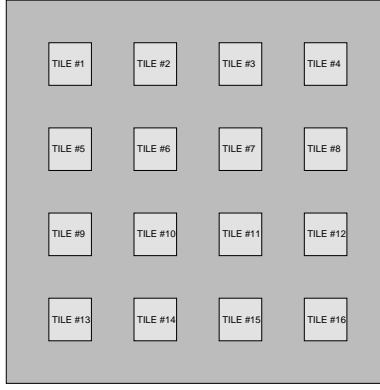 TILE #1
TILE #2
TILE #3
TILE #4
TILE #5
TILE #6
TILE #7
TILE #8
TILE #9
TILE #10
TILE #11
TILE #12
TILE #13
TILE #14
TILE #15
TILE #16